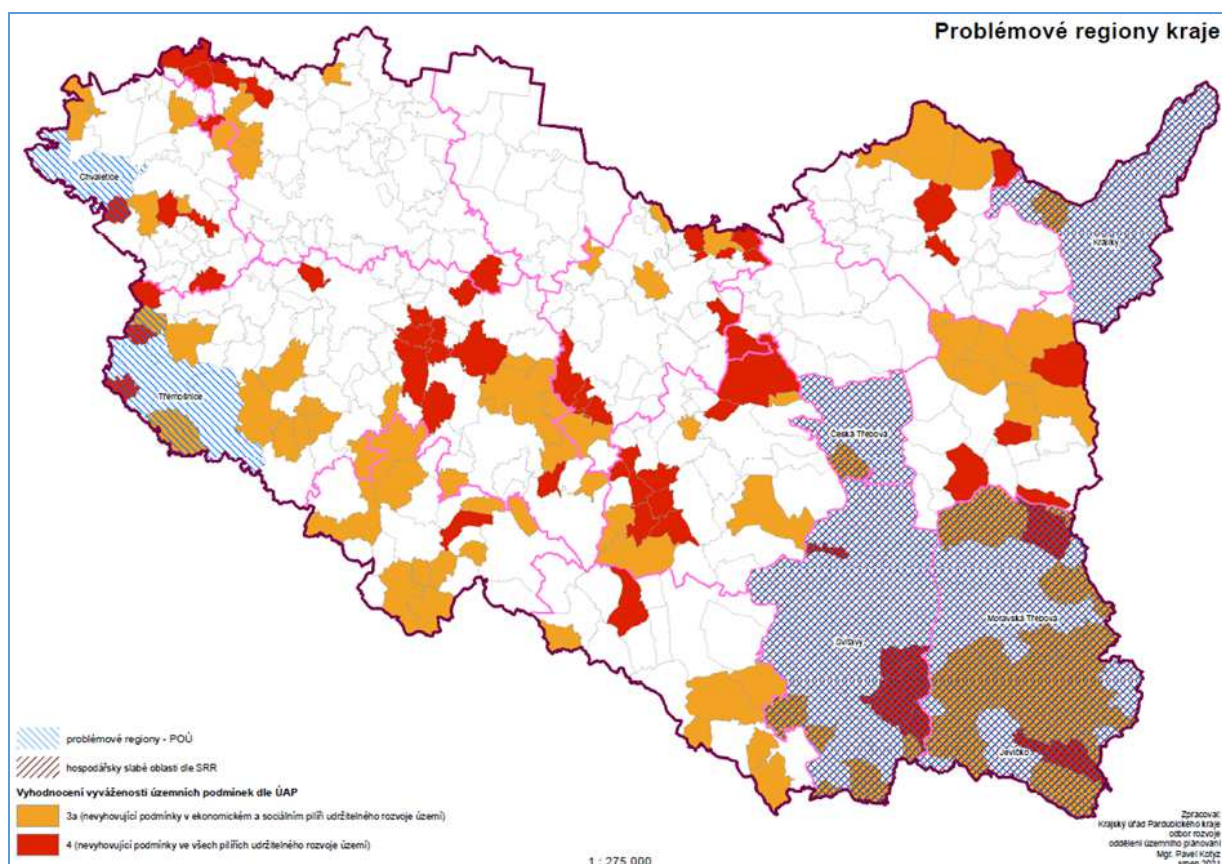 Problémové regiony kraje
Chvaletice
Králíky
Třemošnice
Česká Třebová
Moravská Třebová
Svitavy
Jevíčko
problémové regiony - POÚ
hospodářsky slabé oblasti dle SRR
Vyhodnocení vyváženosti územních podmínek dle ÚAP
3a (nevyhovující podmínky v ekonomickém a sociálním pilíři udržitelného rozvoje území)
4 (nevyhovující podmínky ve všech pilířích udržitelného rozvoje území)
1 : 275 000
Zpracoval:
Krajský úřad Pardubického kraje
odbor rozvoje
oddělení územního plánování
Mgr. Pavel Kotyz
srpen 2021